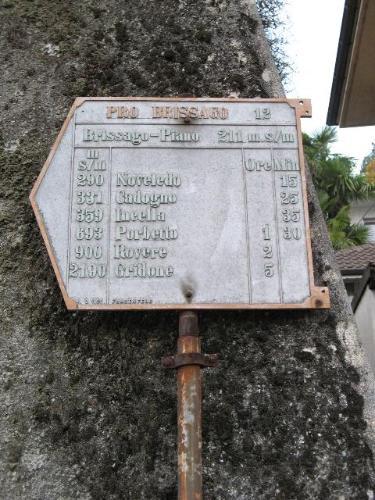 PRO BRISSAGO 12
Brissago-Piano 211 m.s/m
m s/m Ore Min
290 Noveledo 15
331 Cadogno 25
359 Incella 35
693 Porbetto 1 30
900 Rovere 2
2190 Gridone 5